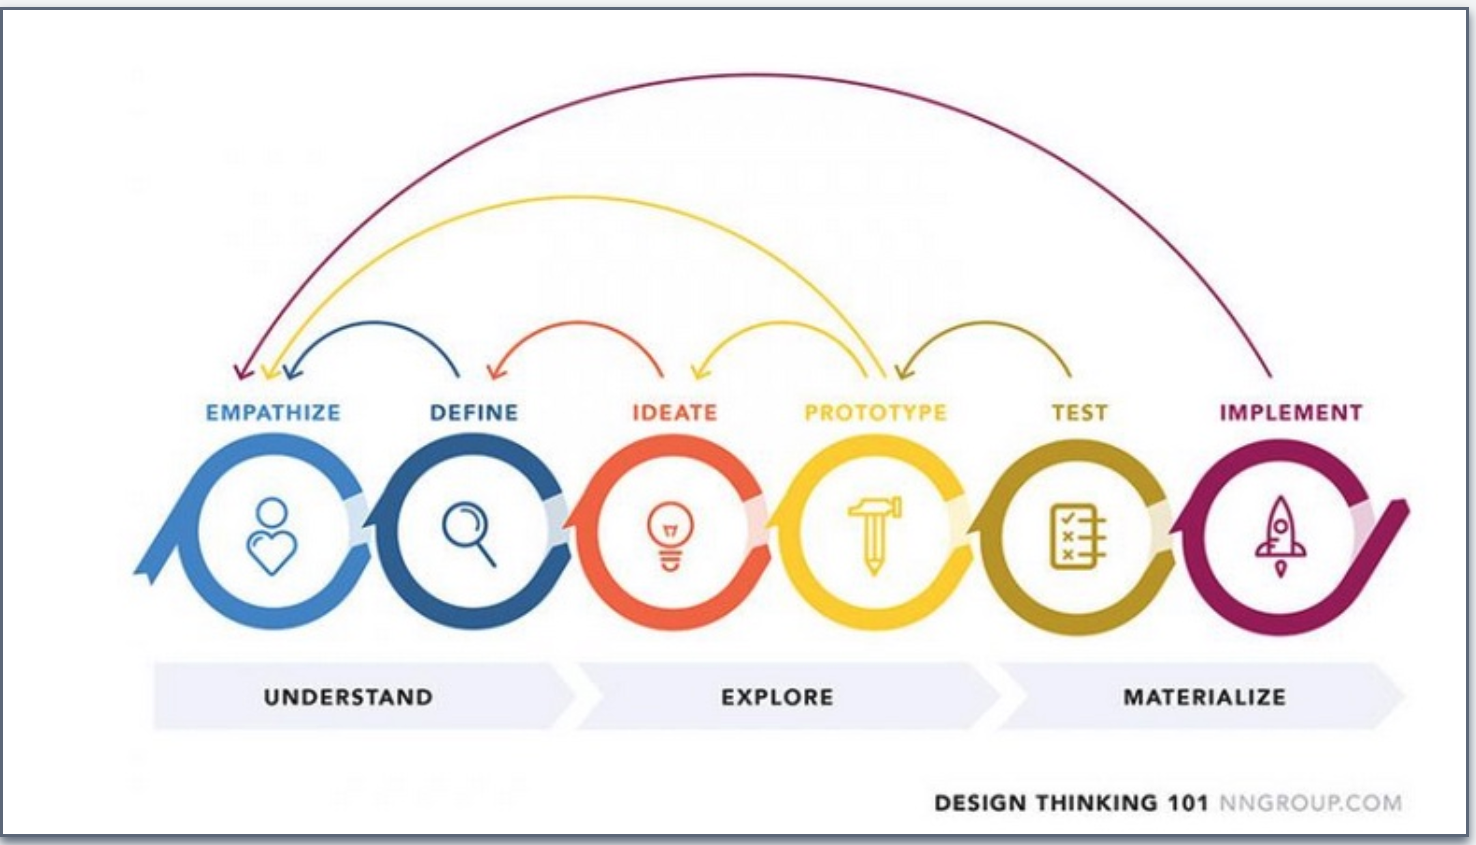 EMPATHIZE DEFINE IDEATE PROTOTYPE TEST IMPLEMENT
UNDERSTAND EXPLORE MATERIALIZE
DESIGN THINKING 101 NNGROUP.COM